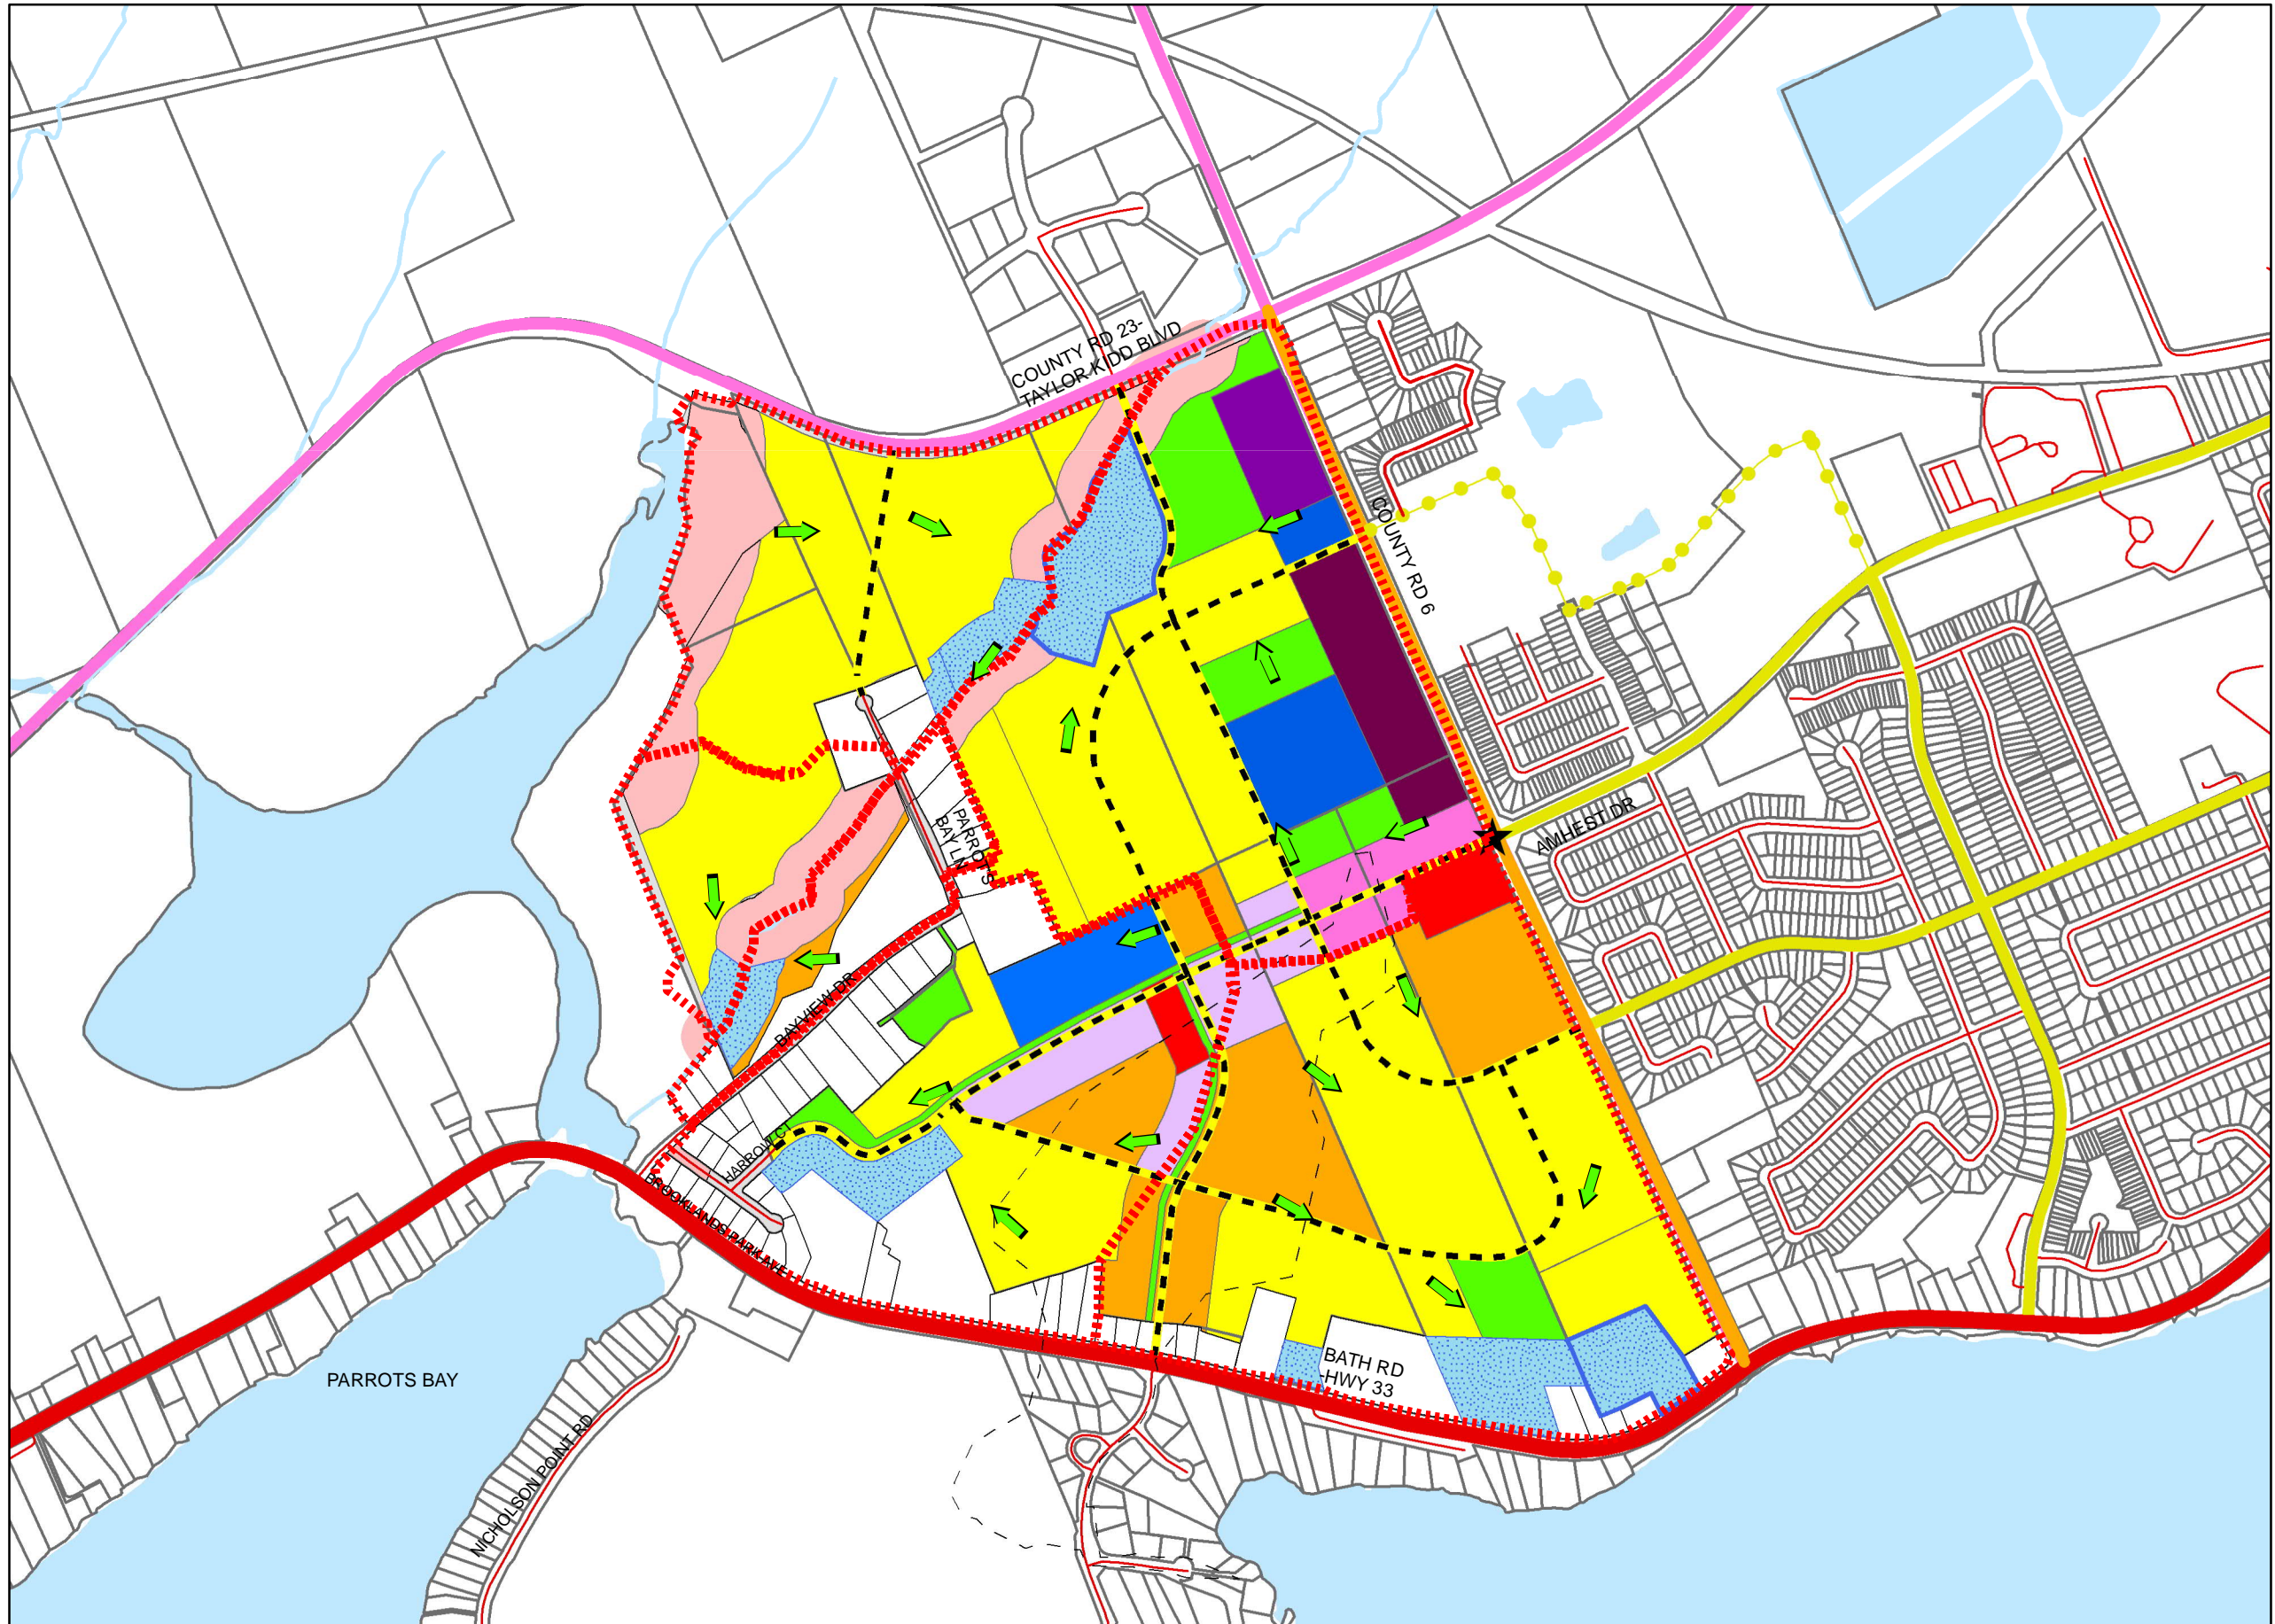 COUNTY RD 23-
TAYLOR KIDD BLVD
COUNTY RD 6
AMHEST DR
PARROTS
BAY LN
BAYVIEW DR
HARROW CT
BROOKLANDS PARK AVE
BATH RD
-HWY 33
PARROTS BAY
NICHOLSON POINT RD